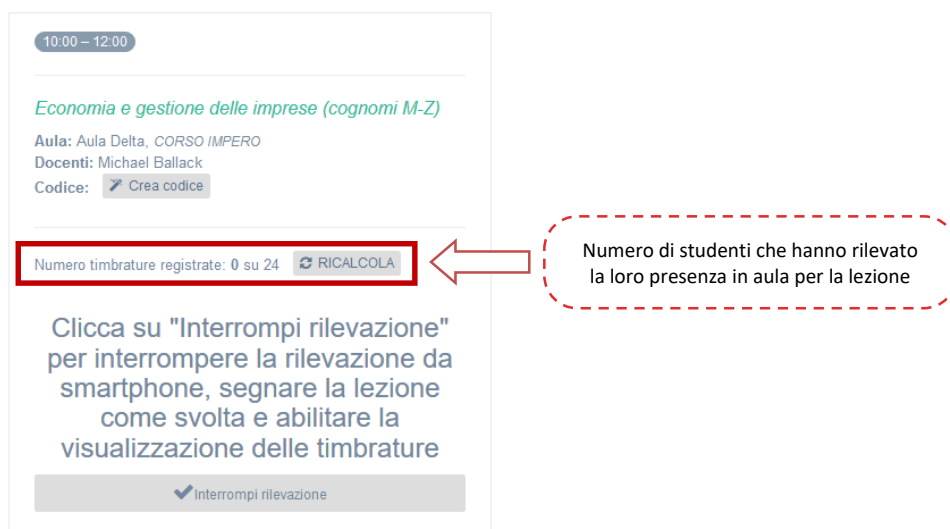 10:00 – 12:00
Economia e gestione delle imprese (cognomi M-Z)
Aula: Aula Delta, CORSO IMPERO
Docenti: Michael Ballack
Codice: Crea codice
Numero timbrature registrate: 0 su 24 RICALCOLA
Numero di studenti che hanno rilevato
la loro presenza in aula per la lezione
Clicca su "Interrompi rilevazione"
per interrompere la rilevazione da
smartphone, segnare la lezione
come svolta e abilitare la
visualizzazione delle timbrature
Interrompi rilevazione